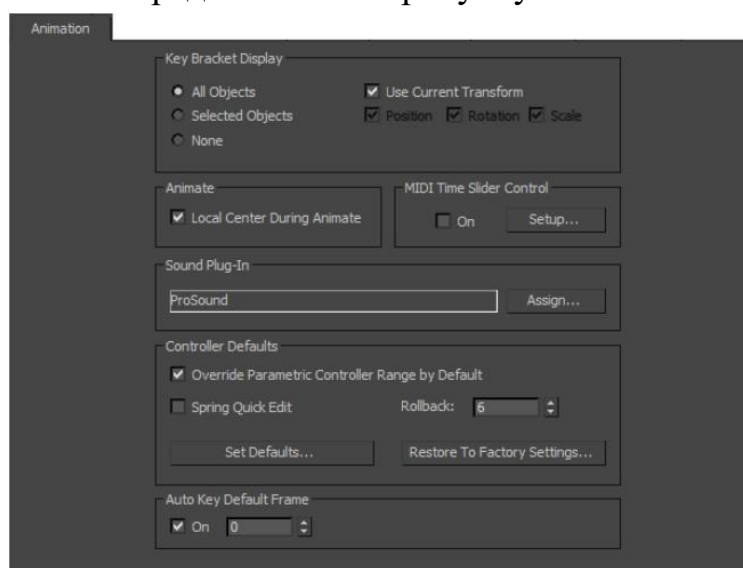 Animation
Key Bracket Display
All Objects
Use Current Transform
Selected Objects
Position Rotation Scale
None
Animate
MIDI Time Slider Control
Local Center During Animate
On
Setup...
Sound Plug-In
ProSound
Assign...
Controller Defaults
Override Parametric Controller Range by Default
Spring Quick Edit
Rollback: 6
Set Defaults...
Restore To Factory Settings...
Auto Key Default Frame
On 0